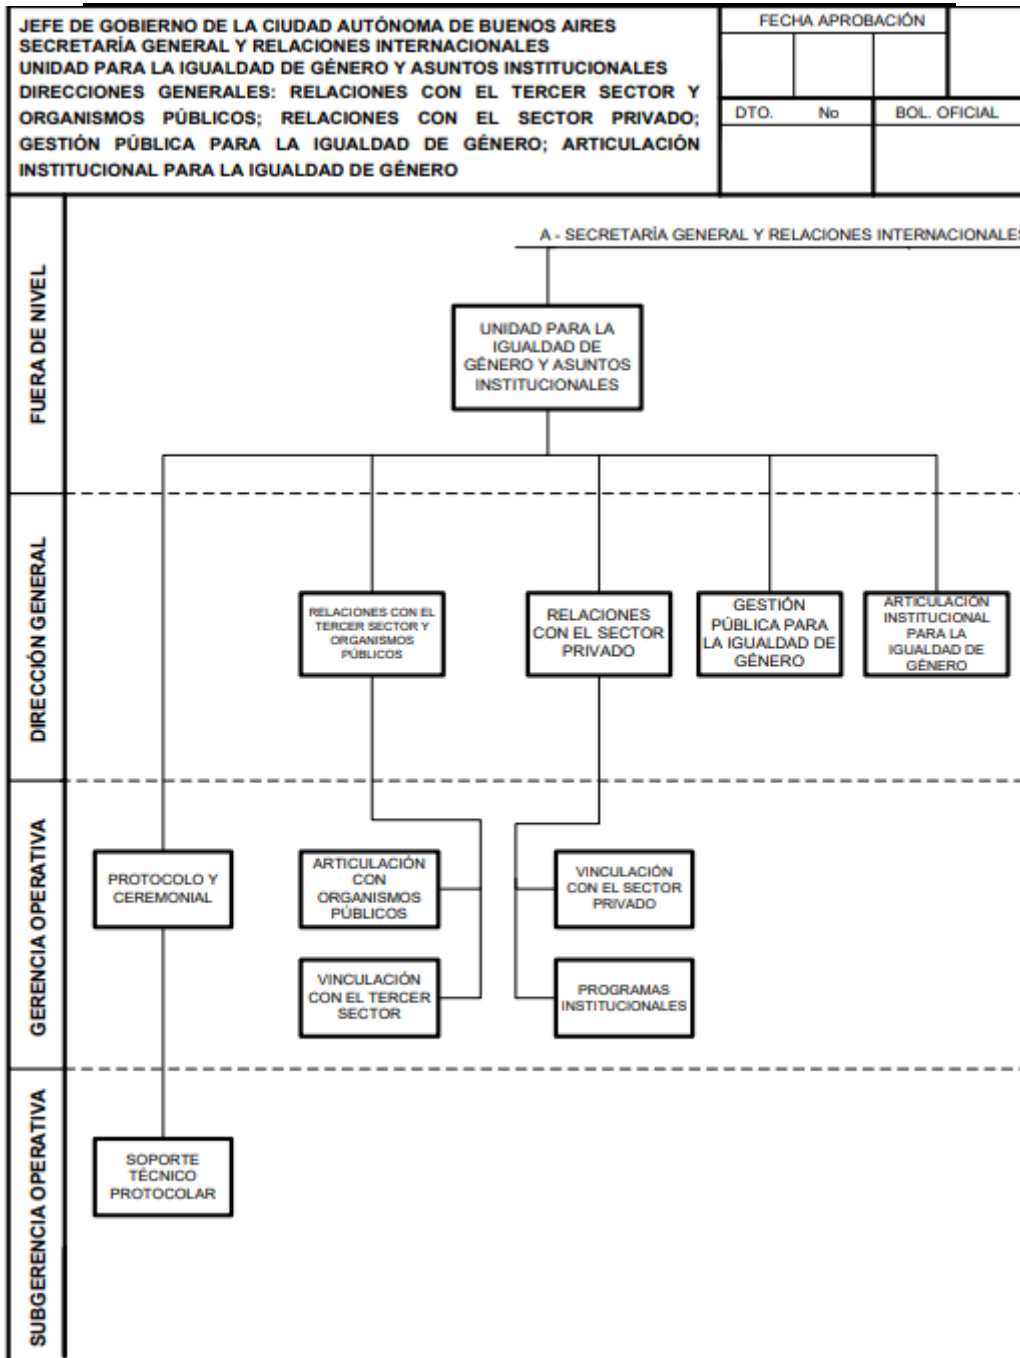 JEFE DE GOBIERNO DE LA CIUDAD AUTÓNOMA DE BUENOS AIRES
SECRETARÍA GENERAL Y RELACIONES INTERNACIONALES
UNIDAD PARA LA IGUALDAD DE GÉNERO Y ASUNTOS INSTITUCIONALES
DIRECCIONES GENERALES: RELACIONES CON EL TERCER SECTOR Y
ORGANISMOS PÚBLICOS; RELACIONES CON EL SECTOR PRIVADO;
GESTIÓN PÚBLICA PARA LA IGUALDAD DE GÉNERO; ARTICULACIÓN
INSTITUCIONAL PARA LA IGUALDAD DE GÉNERO
FECHA APROBACIÓN
DTO. No
BOL. OFICIAL
FUERA DE NIVEL
A - SECRETARÍA GENERAL Y RELACIONES INTERNACIONALES
UNIDAD PARA LA
IGUALDAD DE
GÉNERO Y ASUNTOS
INSTITUCIONALES
DIRECCIÓN GENERAL
RELACIONES CON EL
TERCER SECTOR Y
ORGANISMOS
PÚBLICOS
RELACIONES
CON EL SECTOR
PRIVADO
GESTIÓN
PÚBLICA PARA
LA IGUALDAD DE
GÉNERO
ARTICULACIÓN
INSTITUCIONAL
PARA LA
IGUALDAD DE
GÉNERO
GERENCIA OPERATIVA
PROTOCOLO Y
CEREMONIAL
ARTICULACIÓN
CON
ORGANISMOS
PÚBLICOS
VINCULACIÓN
CON EL SECTOR
PRIVADO
VINCULACIÓN
CON EL TERCER
SECTOR
PROGRAMAS
INSTITUCIONALES
SUBGERENCIA OPERATIVA
SOPORTE
TÉCNICO
PROTOCOLAR